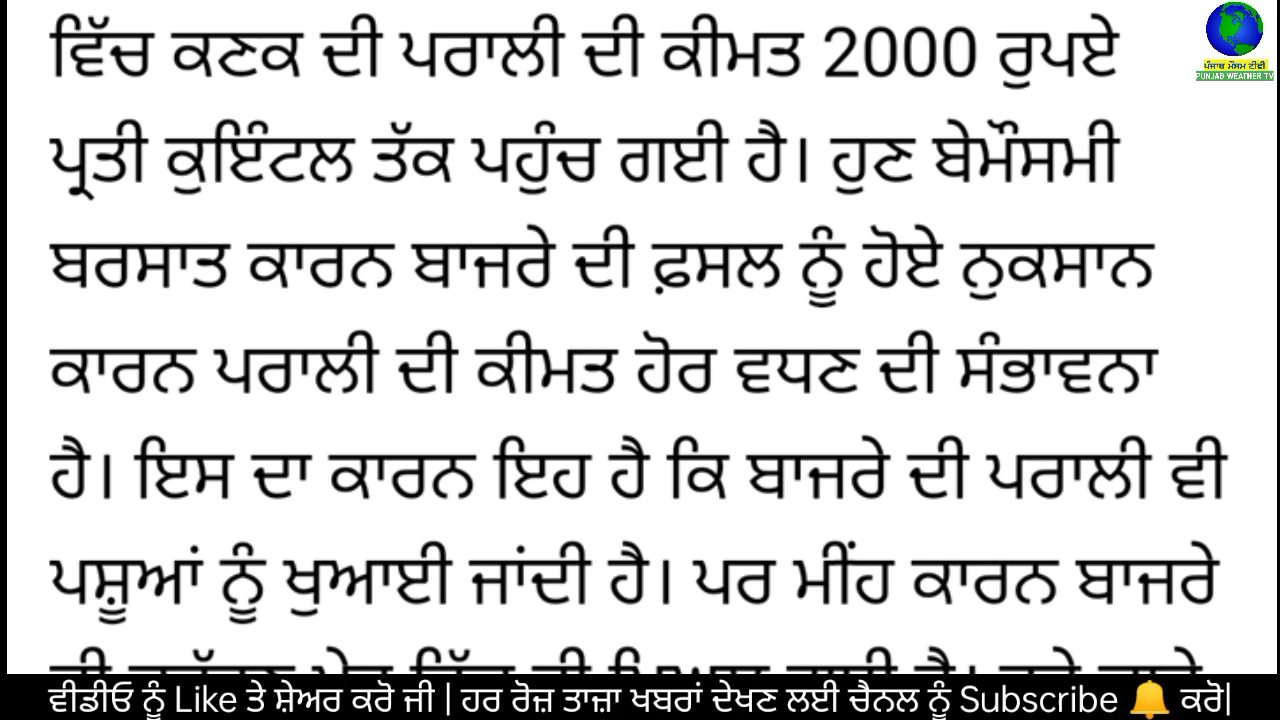 ਵਿੱਚ ਕਣਕ ਦੀ ਪਰਾਲੀ ਦੀ ਕੀਮਤ 2000 ਰੁਪਏ
ਪੰਜਾਬ ਮੌਸਮ ਟੀਵੀ
PUNJAB WEATHER TV
ਪ੍ਰਤੀ ਕੁਇੰਟਲ ਤੱਕ ਪਹੁੰਚ ਗਈ ਹੈ। ਹੁਣ ਬੇਮੌਸਮੀ
ਬਰਸਾਤ ਕਾਰਨ ਬਾਜਰੇ ਦੀ ਫ਼ਸਲ ਨੂੰ ਹੋਏ ਨੁਕਸਾਨ
ਕਾਰਨ ਪਰਾਲੀ ਦੀ ਕੀਮਤ ਹੋਰ ਵਧਣ ਦੀ ਸੰਭਾਵਨਾ
ਹੈ। ਇਸ ਦਾ ਕਾਰਨ ਇਹ ਹੈ ਕਿ ਬਾਜਰੇ ਦੀ ਪਰਾਲੀ ਵੀ
ਪਸ਼ੂਆਂ ਨੂੰ ਖੁਆਈ ਜਾਂਦੀ ਹੈ। ਪਰ ਮੀਂਹ ਕਾਰਨ ਬਾਜਰੇ
ਵੀਡੀਓ ਨੂੰ Like ਤੇ ਸ਼ੇਅਰ ਕਰੋ ਜੀ | ਹਰ ਰੋਜ਼ ਤਾਜ਼ਾ ਖਬਰਾਂ ਦੇਖਣ ਲਈ ਚੈਨਲ ਨੂੰ Subscribe 🔔 ਕਰੋ|